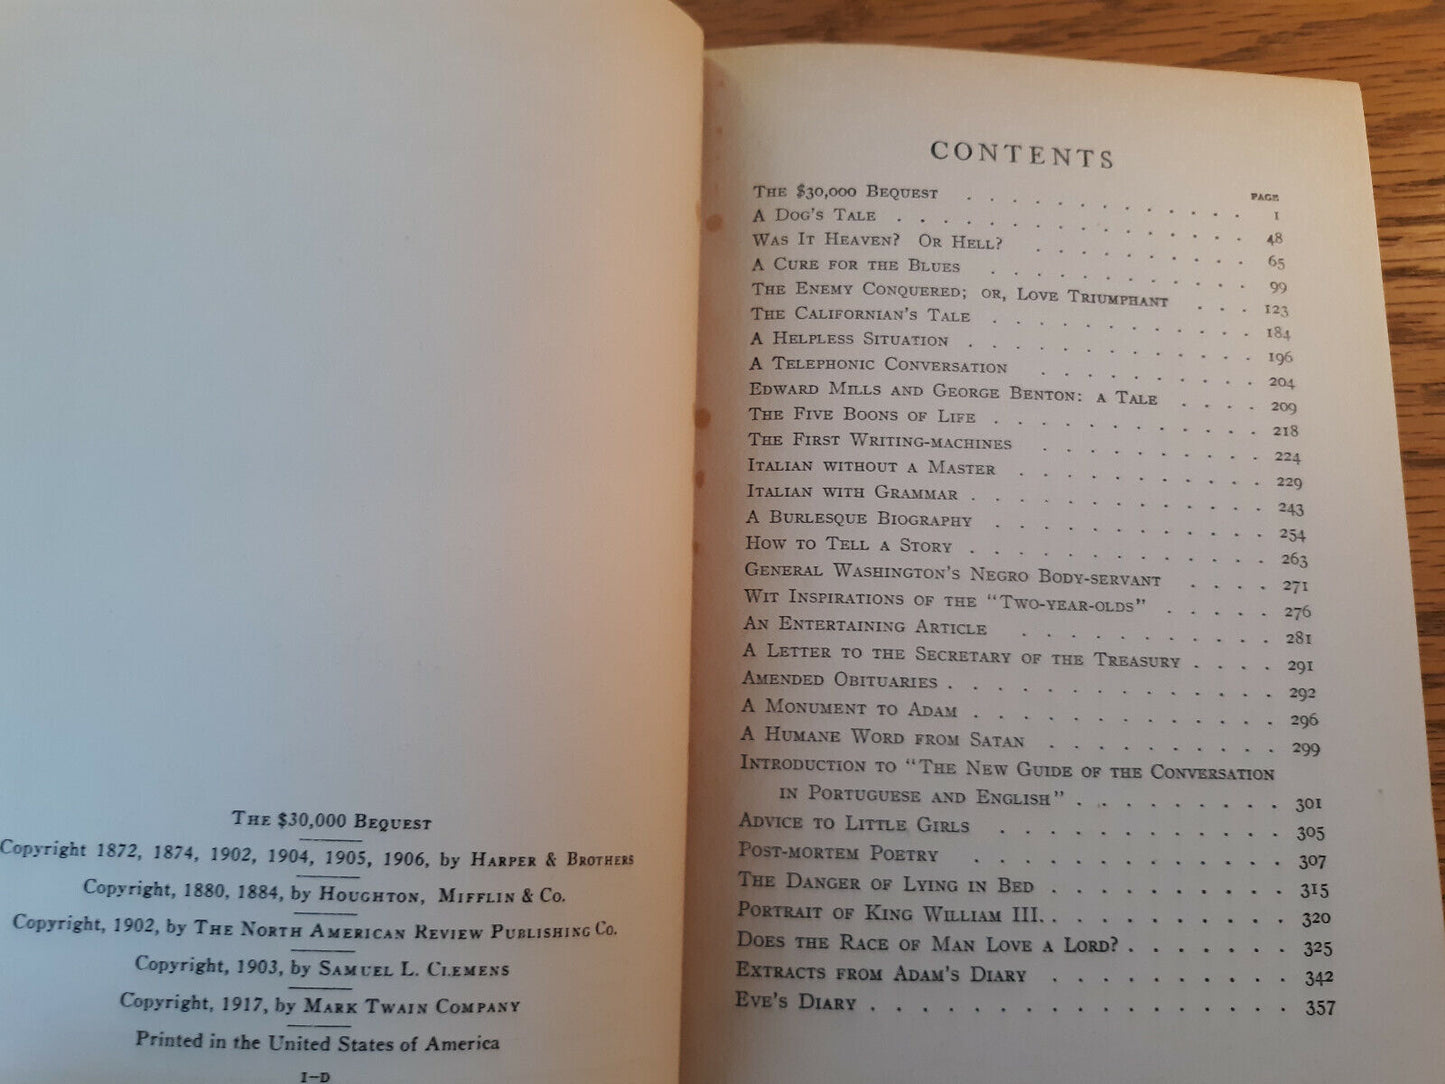 The $30,000 Bequest
Copyright 1872, 1874, 1902, 1904, 1905, 1906, by Harper & Brothers
Copyright, 1880, 1884, by Houghton, Mifflin & Co.
Copyright, 1902, by The North American Review Publishing Co.
Copyright, 1903, by Samuel L. Clemens
Copyright, 1917, by Mark Twain Company
Printed in the United States of America
I-D
CONTENTS
PAGE
The $30,000 Bequest . . . . . . . . . . . . 1
A Dog's Tale . . . . . . . . . . . . . . . 48
Was It Heaven? Or Hell? . . . . . . . . . . 65
A Cure for the Blues . . . . . . . . . . . . 99
The Enemy Conquered; or, Love Triumphant . . . 123
The Californian's Tale . . . . . . . . . . . 184
A Helpless Situation . . . . . . . . . . . . 196
A Telephonic Conversation . . . . . . . . . . 204
Edward Mills and George Benton: a Tale . . . . 209
The Five Boons of Life . . . . . . . . . . . 218
The First Writing-machines . . . . . . . . . . 224
Italian without a Master . . . . . . . . . . . 229
Italian with Grammar . . . . . . . . . . . . . 243
A Burlesque Biography . . . . . . . . . . . . 254
How to Tell a Story . . . . . . . . . . . . . 263
General Washington's Negro Body-servant . . . . 271
Wit Inspirations of the "Two-year-olds" . . . . . 276
An Entertaining Article . . . . . . . . . . . 281
A Letter to the Secretary of the Treasury . . . . 291
Amended Obituaries . . . . . . . . . . . . . . 292
A Monument to Adam . . . . . . . . . . . . . 296
A Humane Word from Satan . . . . . . . . . . 299
Introduction to "The New Guide of the Conversation
in Portuguese and English" . . . . . . . . . 301
Advice to Little Girls . . . . . . . . . . . . 305
Post-mortem Poetry . . . . . . . . . . . . . 307
The Danger of Lying in Bed . . . . . . . . . . 315
Portrait of King William III. . . . . . . . . . . 320
Does the Race of Man Love a Lord? . . . . . . . 325
Extracts from Adam's Diary . . . . . . . . . . 342
Eve's Diary . . . . . . . . . . . . . . . . . 357